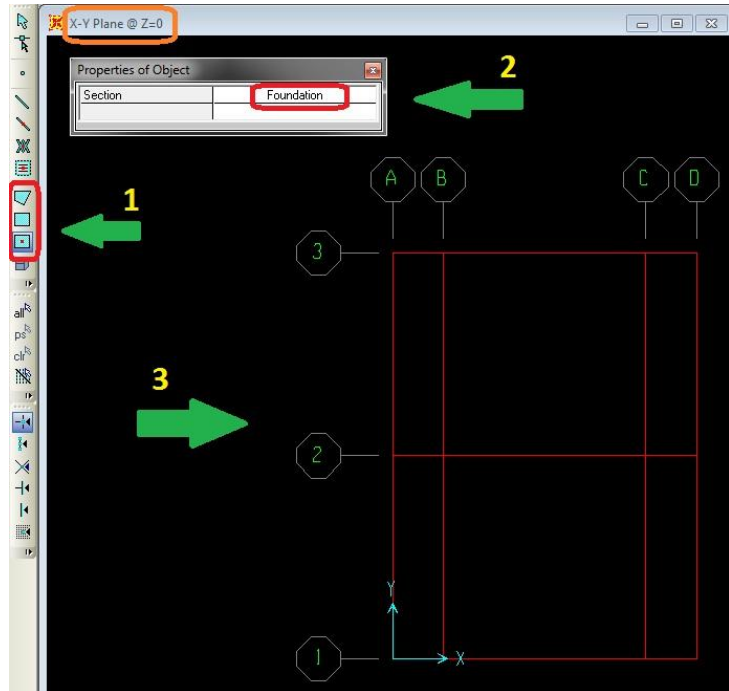 X-Y Plane @ Z=0
Properties of Object
Section Foundation
2
1
A B C D
3
3
2
1
Y
X
all
ps
clr